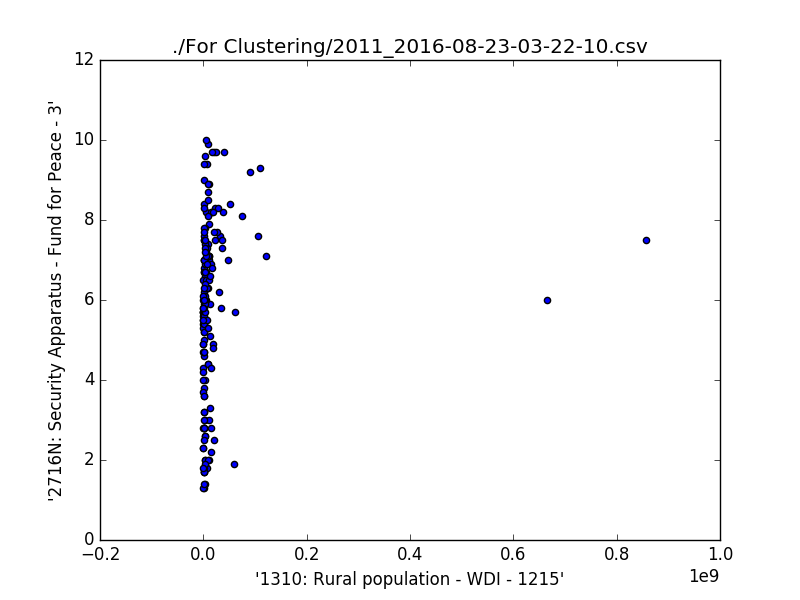 ./For Clustering/2011_2016-08-23-03-22-10.csv
12
10
8
6
4
2
0
'2716N: Security Apparatus - Fund for Peace - 3'
−0.2 0.0 0.2 0.4 0.6 0.8 1.0
1e9
'1310: Rural population - WDI - 1215'